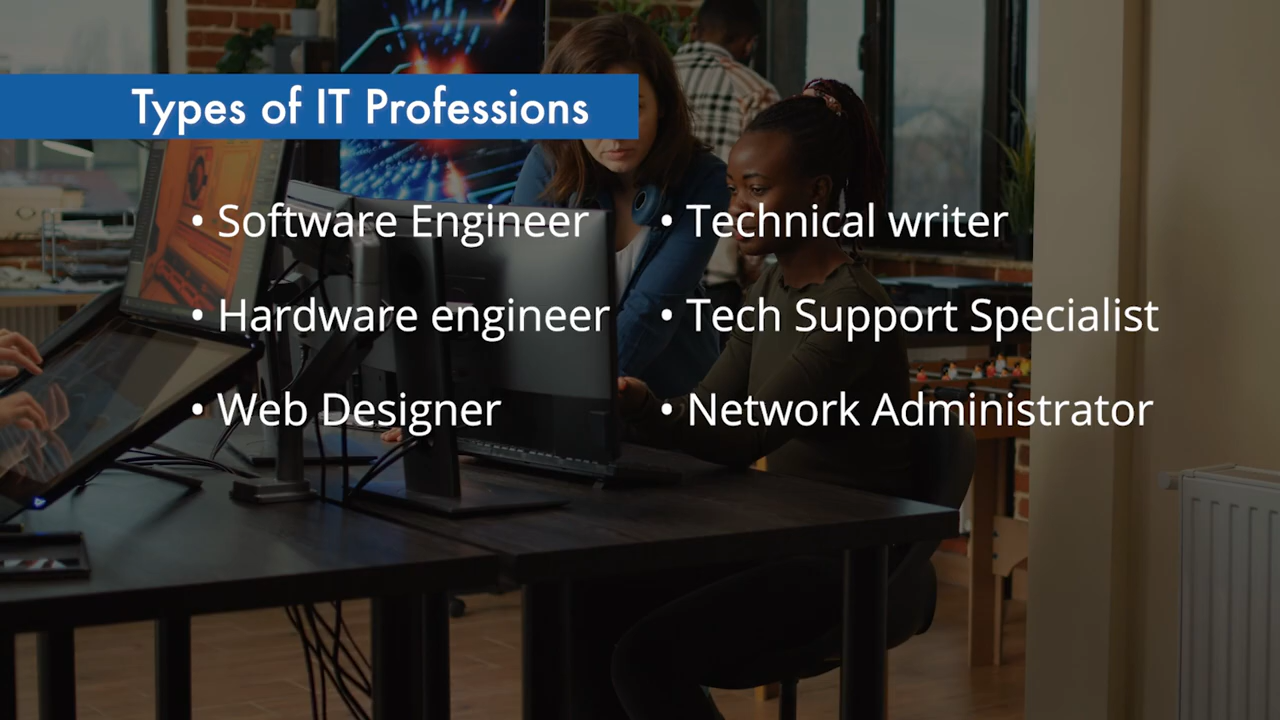 Types of IT Professions
• Software Engineer
• Hardware engineer
• Web Designer
• Technical writer
• Tech Support Specialist
• Network Administrator